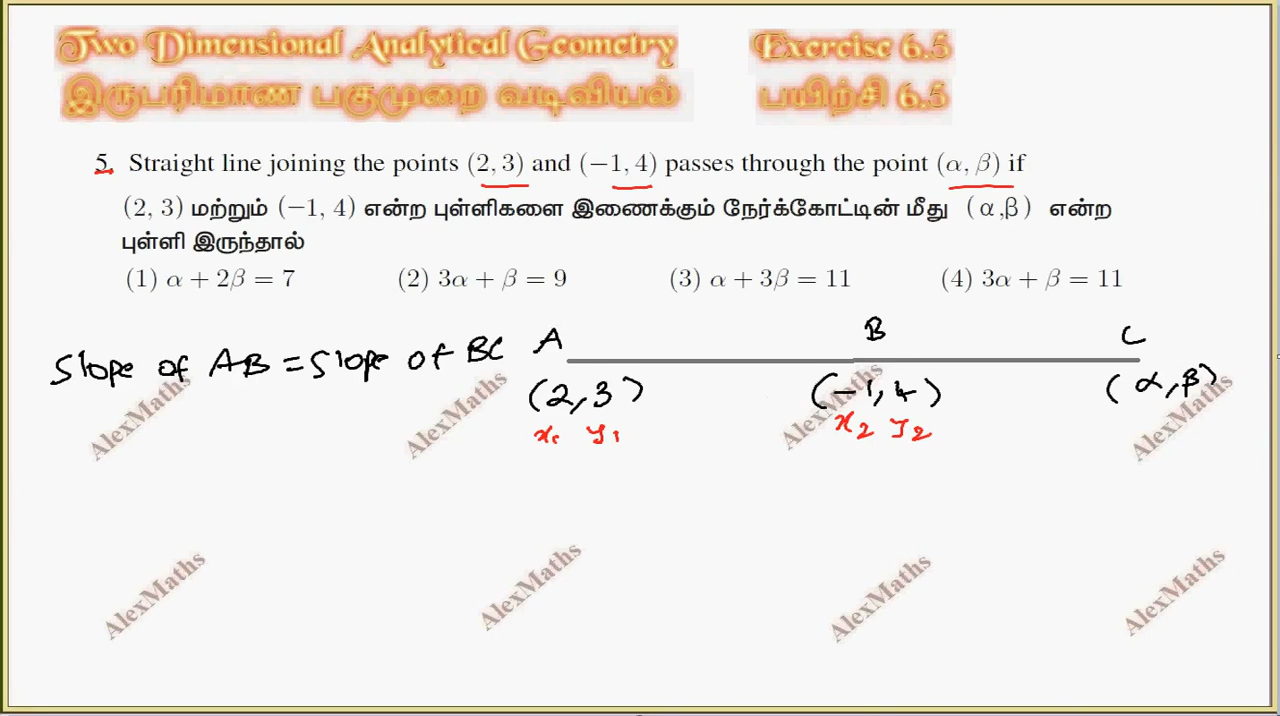 Two Dimensional Analytical Geometry Exercise 6.5
இருபரிமாண பகுமுறை வடிவியல் பயிற்சி 6.5
5. Straight line joining the points (2, 3) and (−1, 4) passes through the point (α, β) if
(2, 3) மற்றும் (−1, 4) என்ற புள்ளிகளை இணைக்கும் நேர்க்கோட்டின் மீது (α,β) என்ற
புள்ளி இருந்தால்
(1) α + 2β = 7 (2) 3α + β = 9 (3) α + 3β = 11 (4) 3α + β = 11
Slope of AB = Slope of BC A B C
(2, 3) (−1, 4) (α, β)
x₁ y₁ x₂ y₂
AlexMaths AlexMaths AlexMaths AlexMaths
AlexMaths AlexMaths AlexMaths AlexMaths